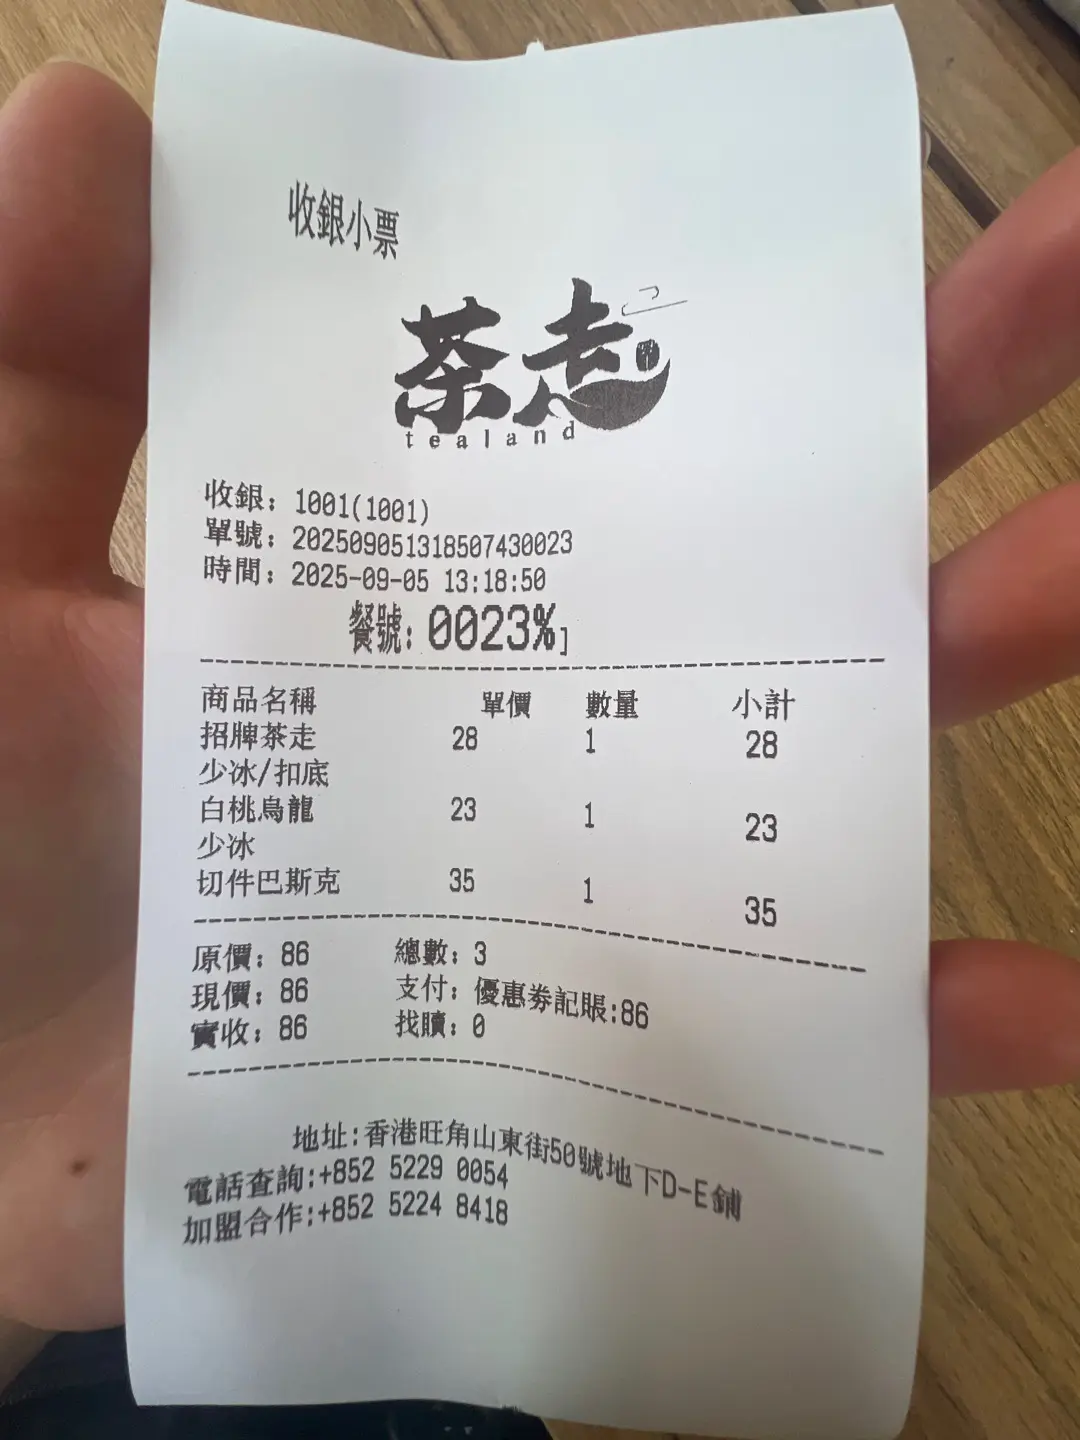 收銀小票
茶走
tealand
收銀：1001(1001)
單號：202509051318507430023
時間：2025-09-05 13:18:50
餐號：0023%]
商品名稱 單價 數量 小計
招牌茶走 28 1 28
少冰/扣底
白桃烏龍 23 1 23
少冰
切件巴斯克 35 1 35
原價：86 總數：3
現價：86 支付：優惠券記賬:86
實收：86 找贖：0
地址:香港旺角山東街50號地下D-E鋪
電話查詢:+852 5229 0054
加盟合作:+852 5224 8418